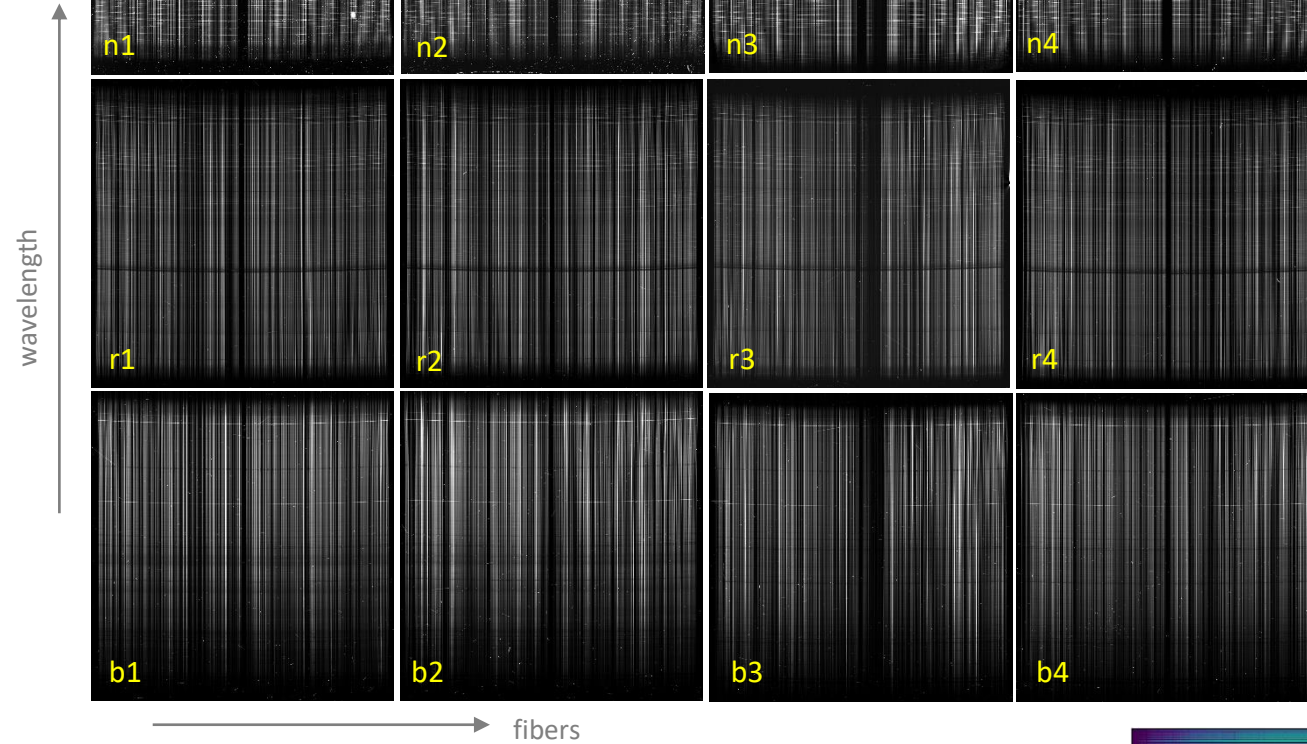 n1 n2 n3 n4
wavelength
r1 r2 r3 r4
b1 b2 b3 b4
fibers